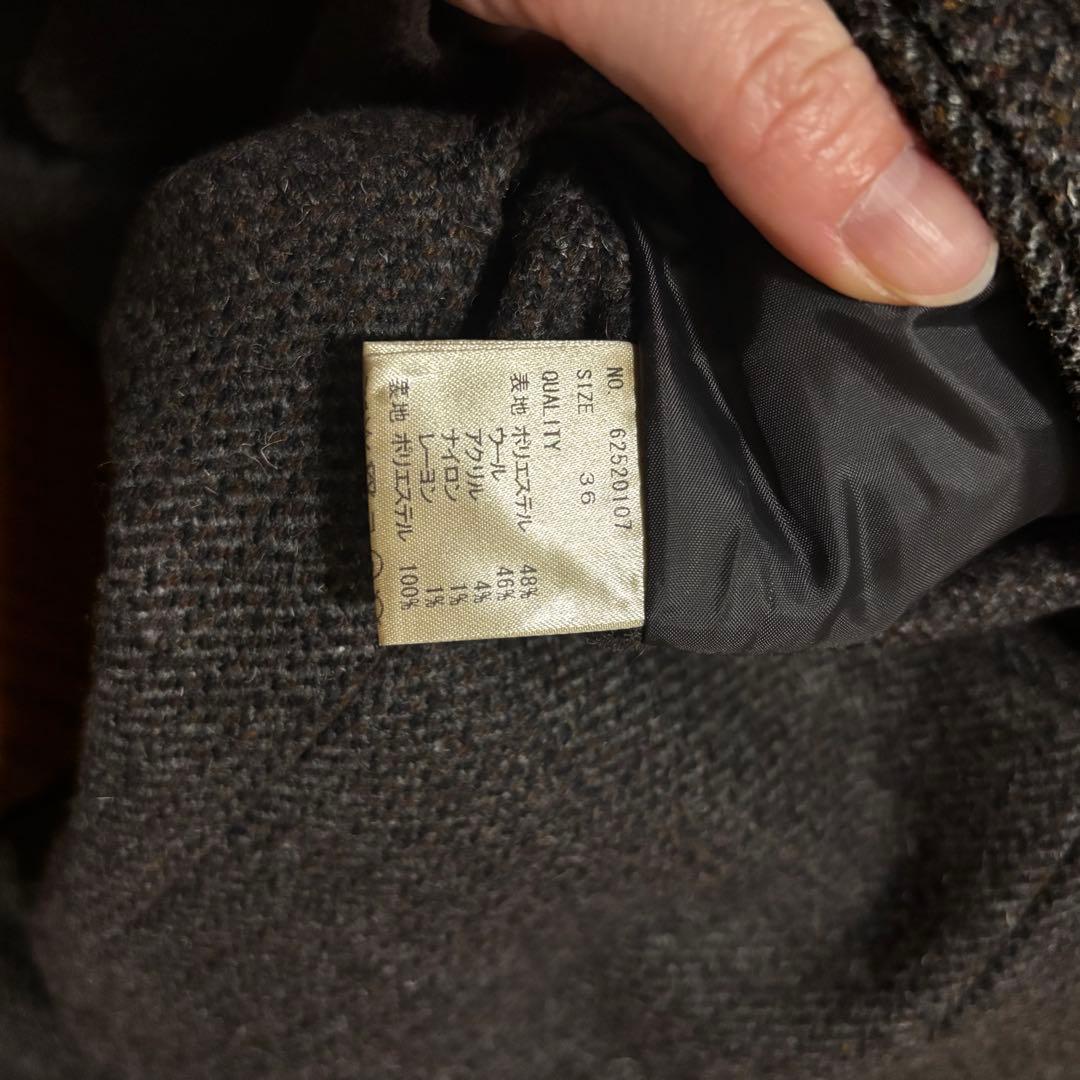 NO. 62520107
SIZE 36
QUALITY
表地 ポリエステル 48%
ウール 46%
アクリル 4%
ナイロン 1%
レーヨン 1%
裏地 ポリエステル 100%